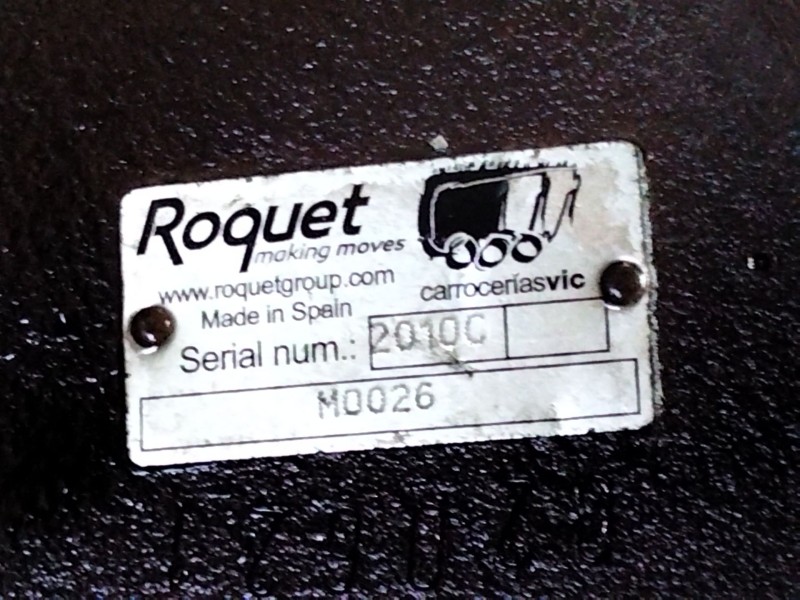 Roquet
making moves
www.roquetgroup.com
carroceríasvic
Made in Spain
Serial num.: 2010C
M0026